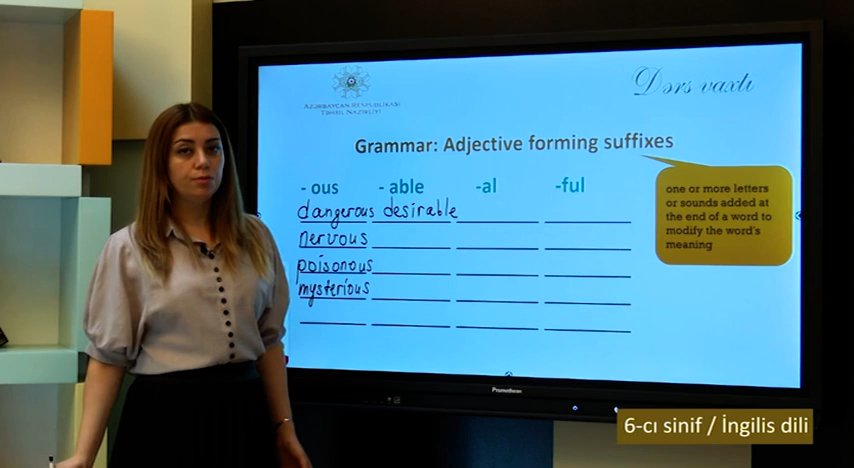 AZƏRBAYCAN RESPUBLİKASI
TƏHSİL NAZİRLİYİ
Dərs vaxtı
Grammar: Adjective forming suffixes
- ous - able -al -ful
dangerous desirable
nervous
poisonous
mysterious
one or more letters
or sounds added at
the end of a word to
modify the word's
meaning
Promethean
6-cı sinif / İngilis dili